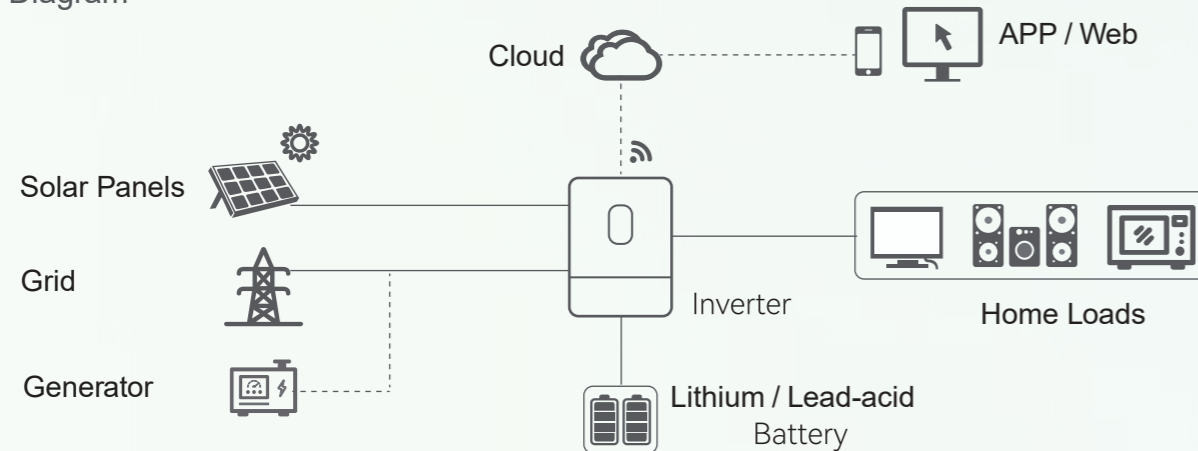 Diagram
Cloud
APP / Web
Solar Panels
Grid
Inverter
Home Loads
Generator
Lithium / Lead-acid
Battery